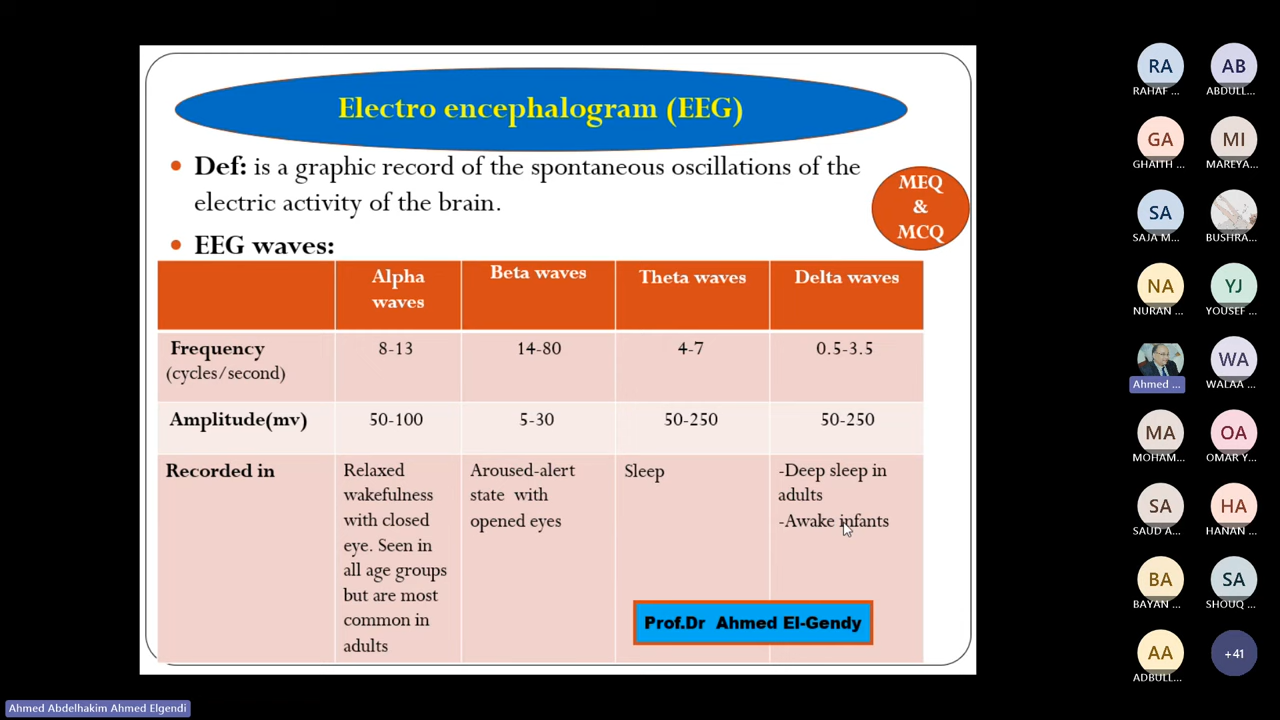 Electro encephalogram (EEG)
• Def: is a graphic record of the spontaneous oscillations of the
electric activity of the brain.
MEQ
&
MCQ
• EEG waves:
Alpha
waves
Beta waves
Theta waves
Delta waves
Frequency
(cycles/second)
8-13
14-80
4-7
0.5-3.5
Amplitude(mv)
50-100
5-30
50-250
50-250
Recorded in
Relaxed
wakefulness
with closed
eye. Seen in
all age groups
but are most
common in
adults
Aroused-alert
state with
opened eyes
Sleep
-Deep sleep in
adults
-Awake infants
Prof.Dr Ahmed El-Gendy
RA
RAHAF ...
AB
ABDULL...
GA
GHAITH ...
MI
MAREYA...
SA
SAJA M...
BUSHRA...
NA
NURAN ...
YJ
YOUSEF ...
Ahmed ...
WA
WALAA ...
MA
MOHAM...
OA
OMAR Y...
SA
SAUD A...
HA
HANAN ...
BA
BAYAN ...
SA
SHOUQ ...
AA
ADBULL...
+41
Ahmed Abdelhakim Ahmed Elgendi